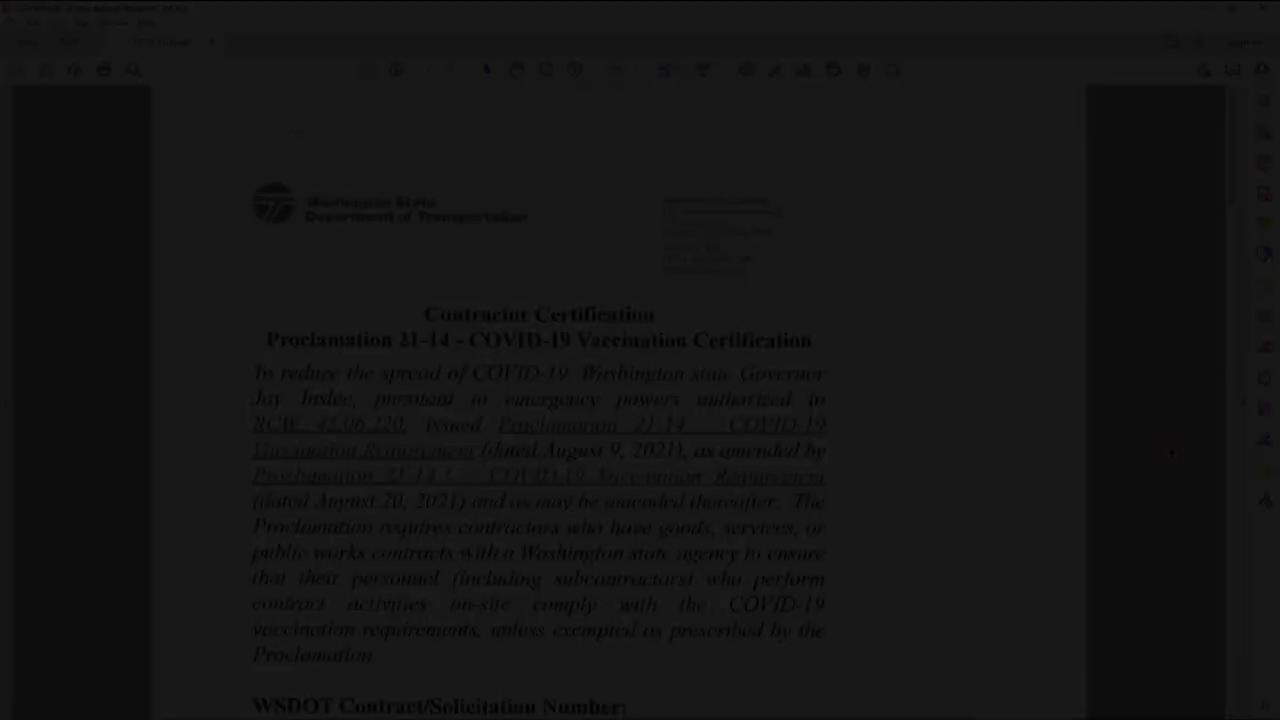 Washington State
Department of Transportation
Contractor Certification
Proclamation 21-14 - COVID-19 Vaccination Certification
To reduce the spread of COVID-19, Washington state Governor
Jay Inslee, pursuant to emergency powers authorized in
RCW 43.06.220, issued Proclamation 21-14 – COVID-19
Vaccination Requirement (dated August 9, 2021), as amended by
Proclamation 21-14.1 – COVID-19 Vaccination Requirement
(dated August 20, 2021) and as may be amended thereafter. The
Proclamation requires contractors who have goods, services, or
public works contracts with a Washington state agency to ensure
that their personnel (including subcontractors) who perform
contract activities on-site comply with the COVID-19
vaccination requirements, unless exempted as prescribed by the
Proclamation.
WSDOT Contract/Solicitation Number: